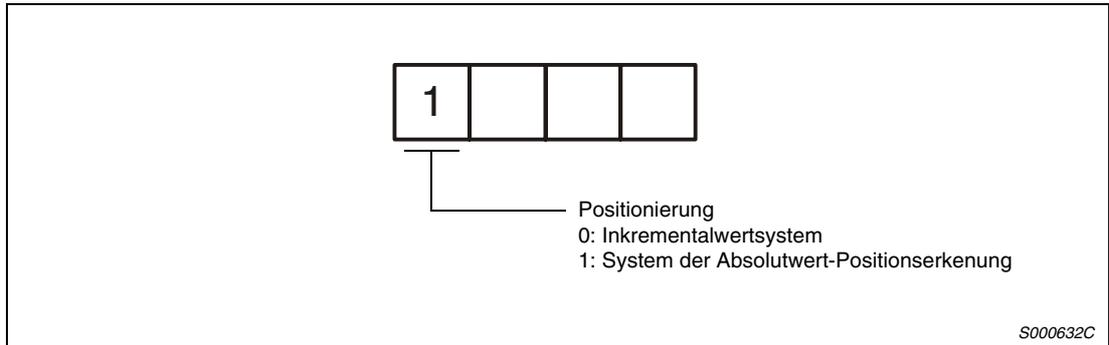 1
Positionierung
0: Inkrementalwertsystem
1: System der Absolutwert-Positionserkenung
S000632C